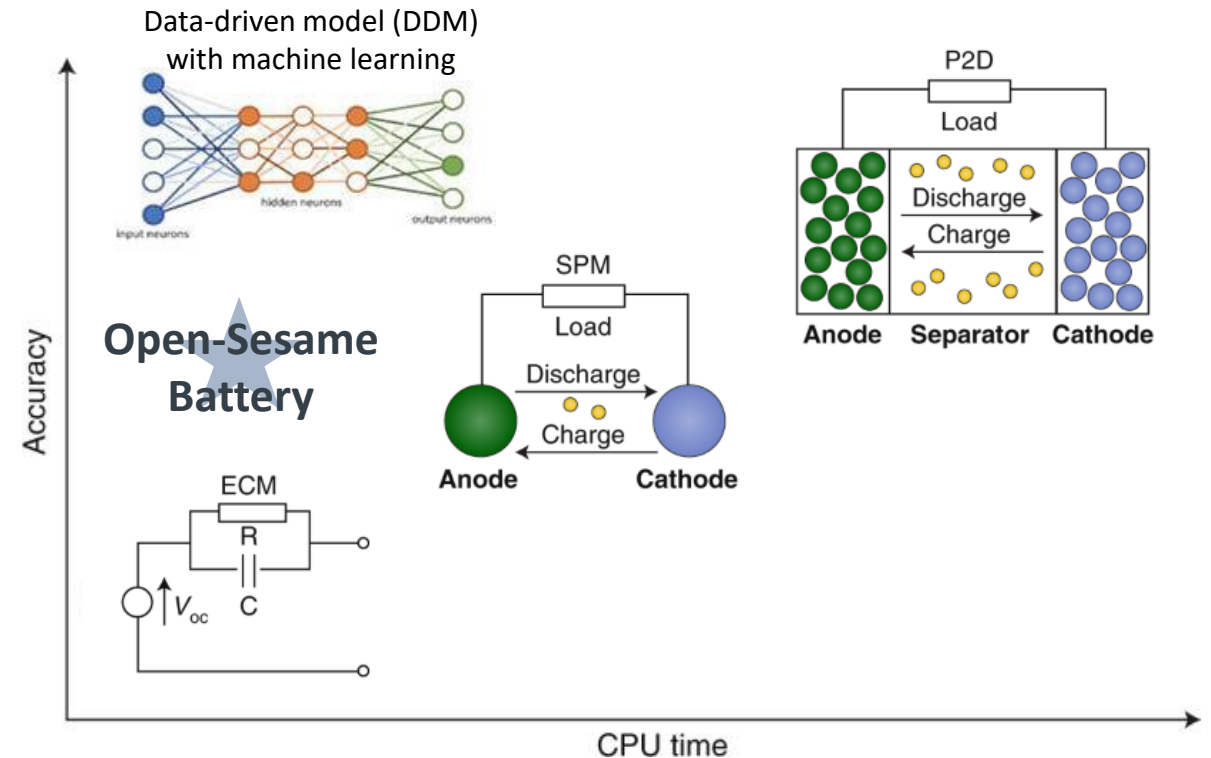 Data-driven model (DDM)
with machine learning
input neurons
hidden neurons
output neurons
P2D
Load
Discharge
Charge
Anode
Separator
Cathode
SPM
Load
Discharge
Charge
Anode
Cathode
Open-Sesame
Battery
ECM
R
C
Voc
Accuracy
CPU time